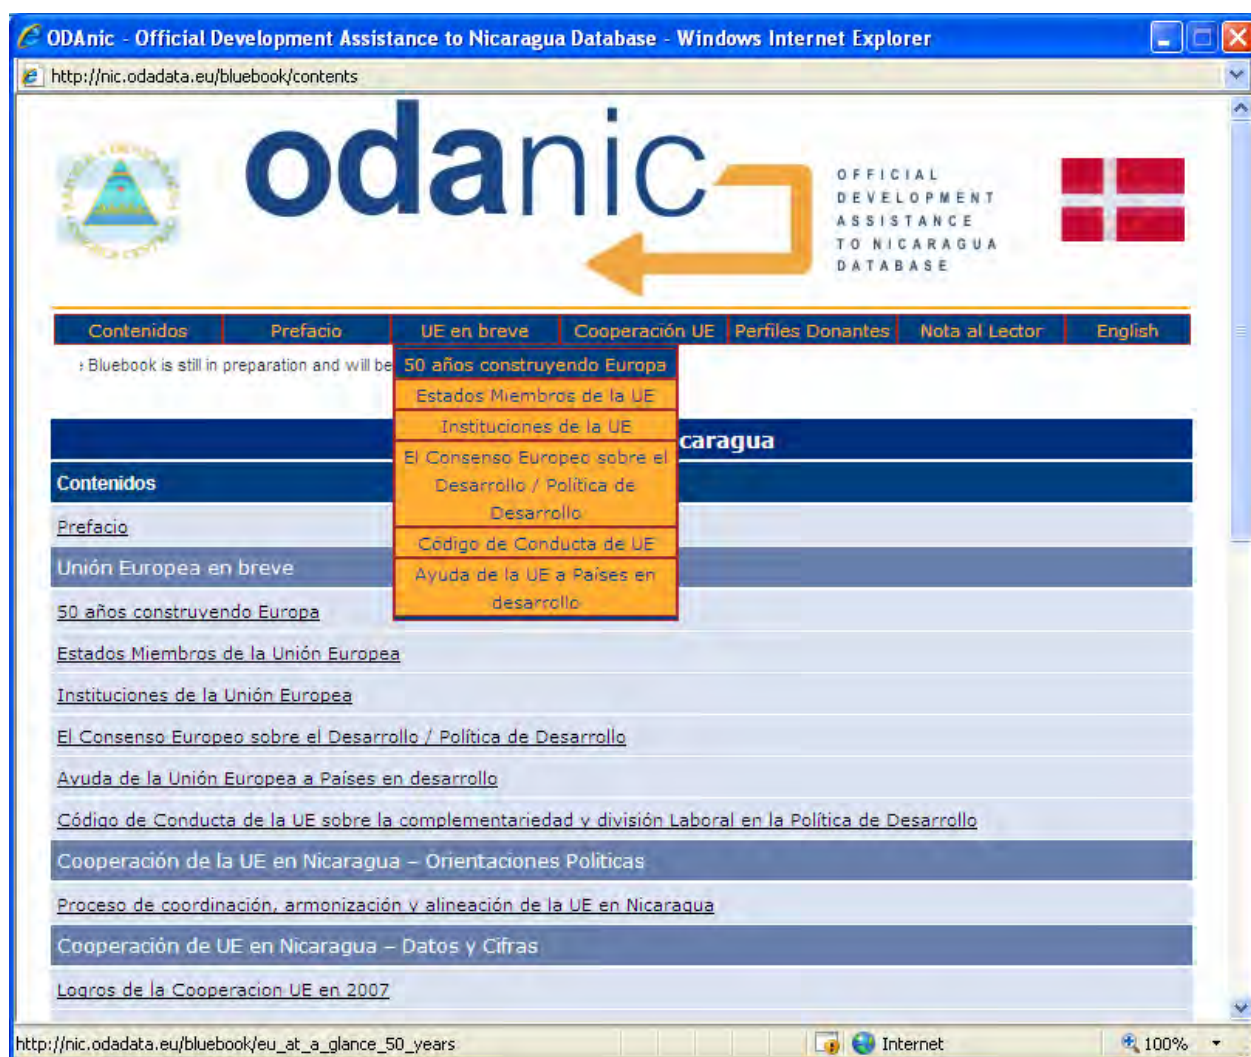 ODAnic - Official Development Assistance to Nicaragua Database - Windows Internet Explorer
http://nic.odadata.eu/bluebook/contents
odanic
OFFICIAL
DEVELOPMENT
ASSISTANCE
TO NICARAGUA
DATABASE
Contenidos Prefacio UE en breve Cooperación UE Perfiles Donantes Nota al Lector English
Bluebook is still in preparation and will be
50 años construyendo Europa
Estados Miembros de la UE
Instituciones de la UE
El Consenso Europeo sobre el
Desarrollo / Política de
Desarrollo
Código de Conducta de UE
Ayuda de la UE a Países en
desarrollo
caragua
Contenidos
Prefacio
Unión Europea en breve
50 años construyendo Europa
Estados Miembros de la Unión Europea
Instituciones de la Unión Europea
El Consenso Europeo sobre el Desarrollo / Política de Desarrollo
Ayuda de la Unión Europea a Países en desarrollo
Código de Conducta de la UE sobre la complementariedad y división Laboral en la Política de Desarrollo
Cooperación de la UE en Nicaragua – Orientaciones Politicas
Proceso de coordinación, armonización y alineación de la UE en Nicaragua
Cooperación de UE en Nicaragua – Datos y Cifras
Logros de la Cooperacion UE en 2007
http://nic.odadata.eu/bluebook/eu_at_a_glance_50_years
Internet
100%